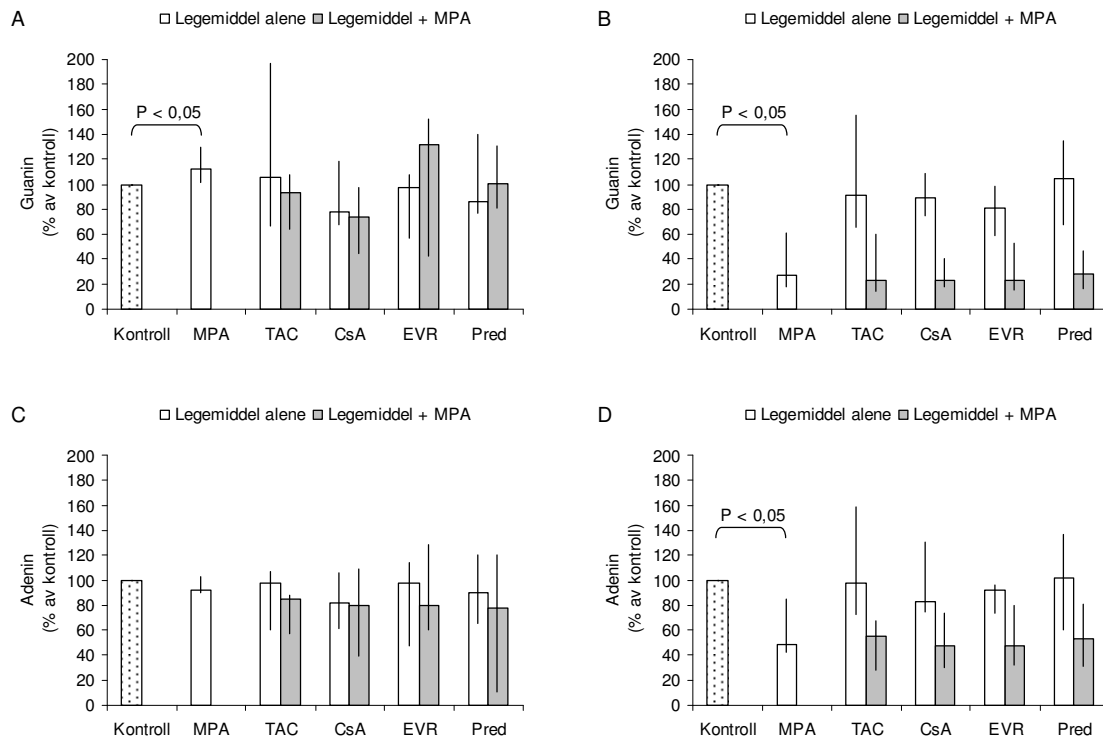 A
Legemiddel alene Legemiddel + MPA
200
180
160
140
120
100
80
60
40
20
0
Guanin
(% av kontroll)
P < 0,05
Kontroll MPA TAC CsA EVR Pred
B
Legemiddel alene Legemiddel + MPA
200
180
160
140
120
100
80
60
40
20
0
Guanin
(% av kontroll)
P < 0,05
Kontroll MPA TAC CsA EVR Pred
C
Legemiddel alene Legemiddel + MPA
200
180
160
140
120
100
80
60
40
20
0
Adenin
(% av kontroll)
Kontroll MPA TAC CsA EVR Pred
D
Legemiddel alene Legemiddel + MPA
200
180
160
140
120
100
80
60
40
20
0
Adenin
(% av kontroll)
P < 0,05
Kontroll MPA TAC CsA EVR Pred